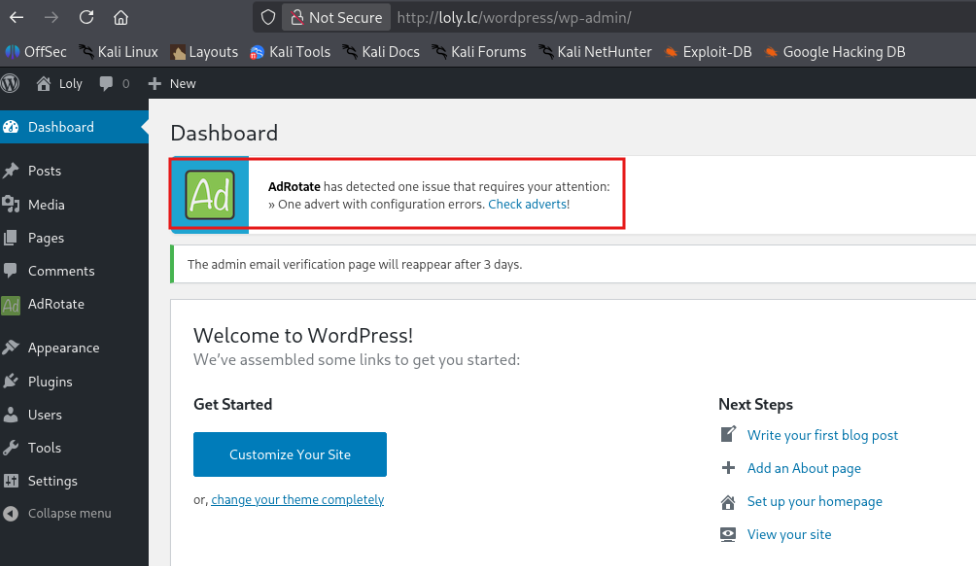 Not Secure http://loly.lc/wordpress/wp-admin/
OffSec Kali Linux Layouts Kali Tools Kali Docs Kali Forums Kali NetHunter Exploit-DB Google Hacking DB
Loly 0 New
Dashboard
Posts
Media
Pages
Comments
AdRotate
Appearance
Plugins
Users
Tools
Settings
Collapse menu
Dashboard
Ad
AdRotate has detected one issue that requires your attention:
» One advert with configuration errors. Check adverts!
The admin email verification page will reappear after 3 days.
Welcome to WordPress!
We've assembled some links to get you started:
Get Started
Customize Your Site
or, change your theme completely
Next Steps
Write your first blog post
Add an About page
Set up your homepage
View your site